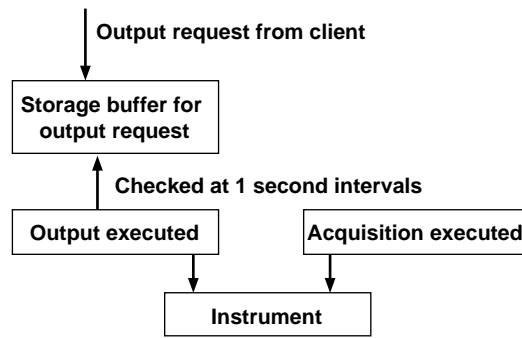 Output request from client
Storage buffer for
output request
Checked at 1 second intervals
Output executed
Acquisition executed
Instrument